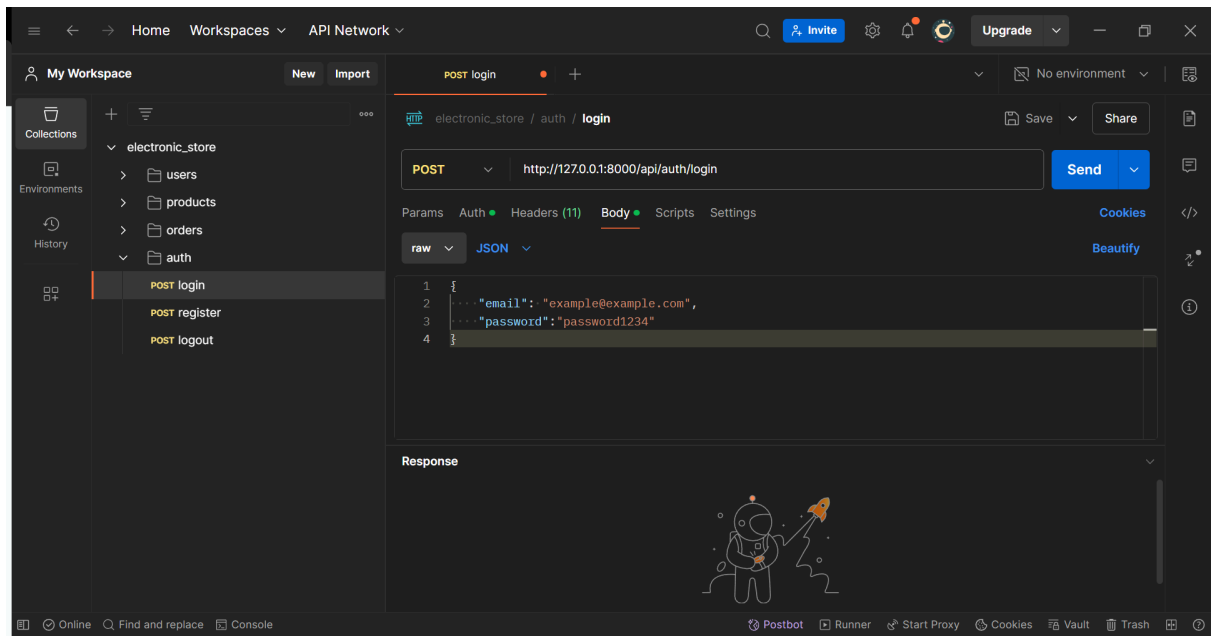 Home Workspaces API Network Invite Upgrade
My Workspace New Import POST login No environment
Collections
Environments
History
electronic_store
users
products
orders
auth
POST login
POST register
POST logout
HTTP electronic_store / auth / login Save Share
POST http://127.0.0.1:8000/api/auth/login Send
Params Auth Headers (11) Body Scripts Settings Cookies
raw JSON Beautify
1 {
2 ····"email":·"example@example.com",
3 ····"password":"password1234"
4 }
Response
Online Find and replace Console Postbot Runner Start Proxy Cookies Vault Trash